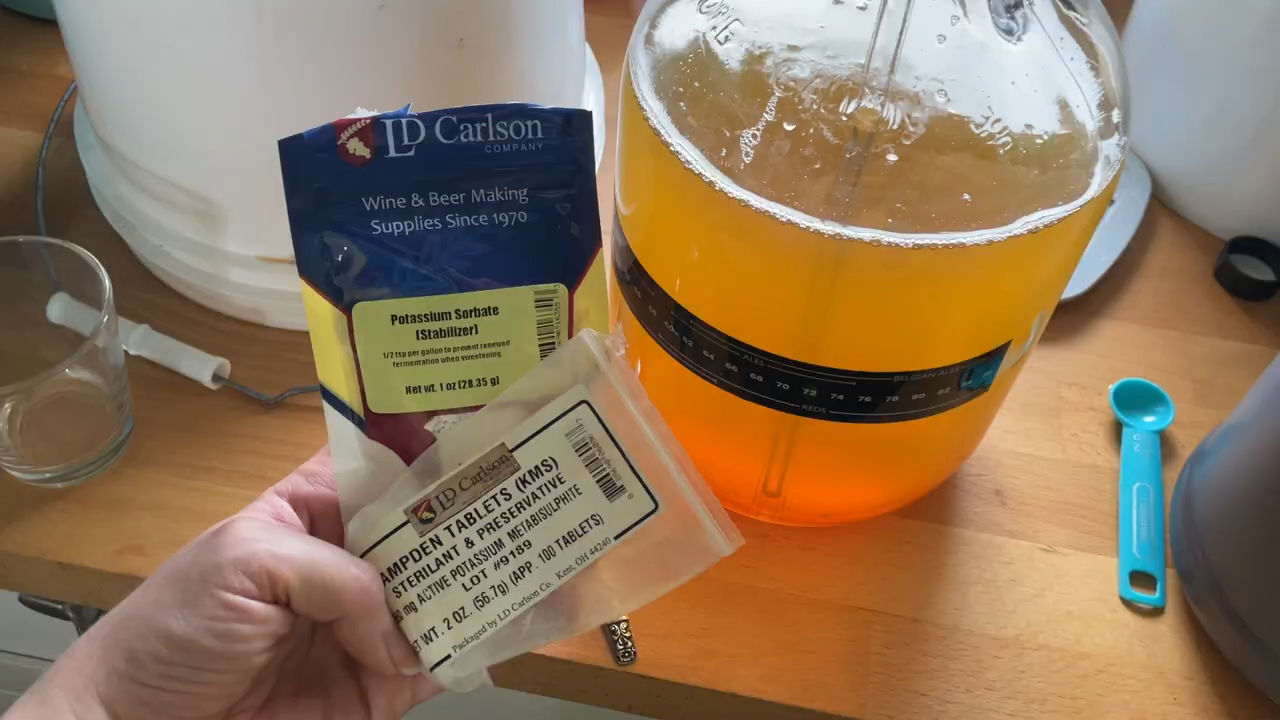 LD Carlson
COMPANY
Wine & Beer Making
Supplies Since 1970
Potassium Sorbate
(Stabilizer)
1/2 tsp per gallon to prevent renewed
fermentation when sweetening
Net wt. 1 oz (28.35 g)
LD Carlson
AMPDEN TABLETS (KMS)
STERILANT & PRESERVATIVE
mg ACTIVE POTASSIUM METABISULPHITE
LOT #9189
WT. 2 OZ. (56.7g) (APP. 100 TABLETS)
Packaged by LD Carlson Co. Kent, OH 44240
ALES
BELGIAN ALES
62 64 66 68 70 72 74 76 78 80 82
REDS